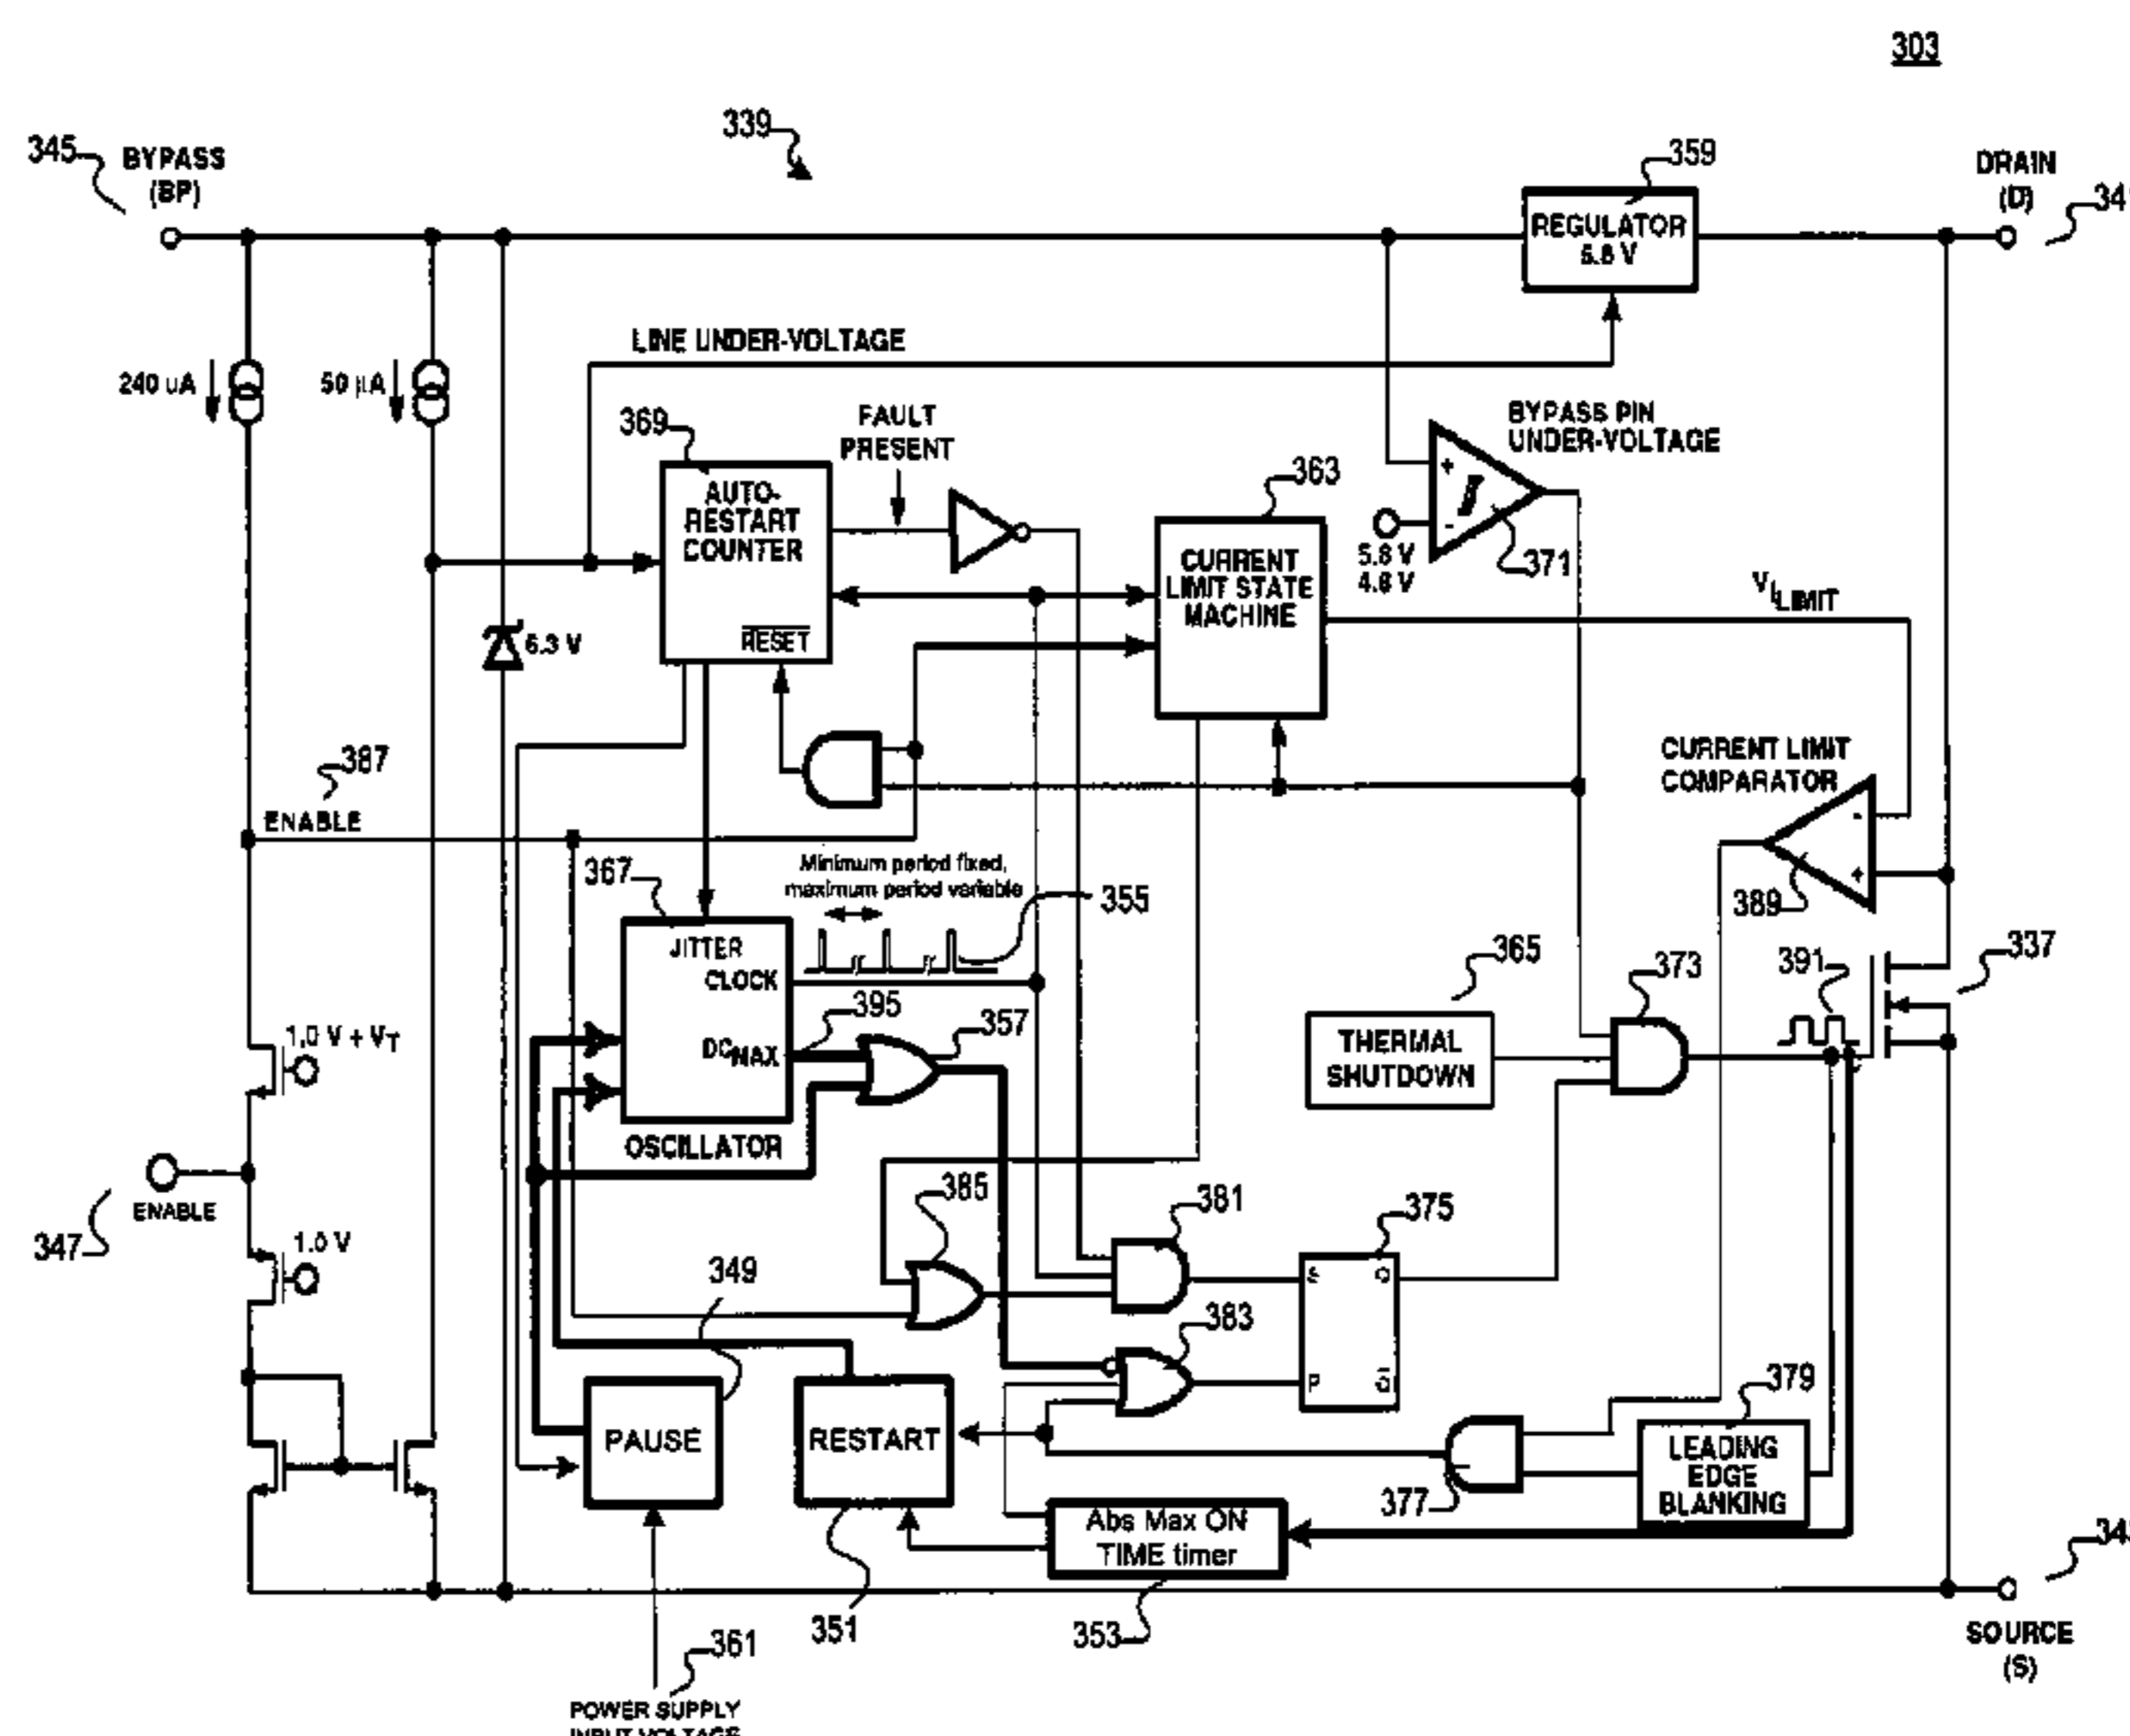 303
339
345
BYPASS
(BP)
359
REGULATOR
5.8 V
DRAIN
(D)
34
LINE UNDER-VOLTAGE
240 uA
50 µA
369
FAULT
PRESENT
AUTO-
RESTART
COUNTER
RESET
BYPASS PIN
UNDER-VOLTAGE
+
-
371
5.8 V
4.8 V
363
CURRENT
LIMIT STATE
MACHINE
VILIMIT
6.3 V
387
ENABLE
CURRENT LIMIT
COMPARATOR
-
+
389
367
Minimum period fixed,
maximum period variable
355
JITTER
CLOCK
DCMAX
395
357
OSCILLATOR
365
THERMAL
SHUTDOWN
373
391
337
1.0 V + VT
ENABLE
347
1.0 V
385
349
381
375
S
Q
383
Q
379
PAUSE
RESTART
377
LEADING
EDGE
BLANKING
Abs Max ON
TIME timer
351
353
361
POWER SUPPLY
INPUT VOLTAGE
34
SOURCE
(S)